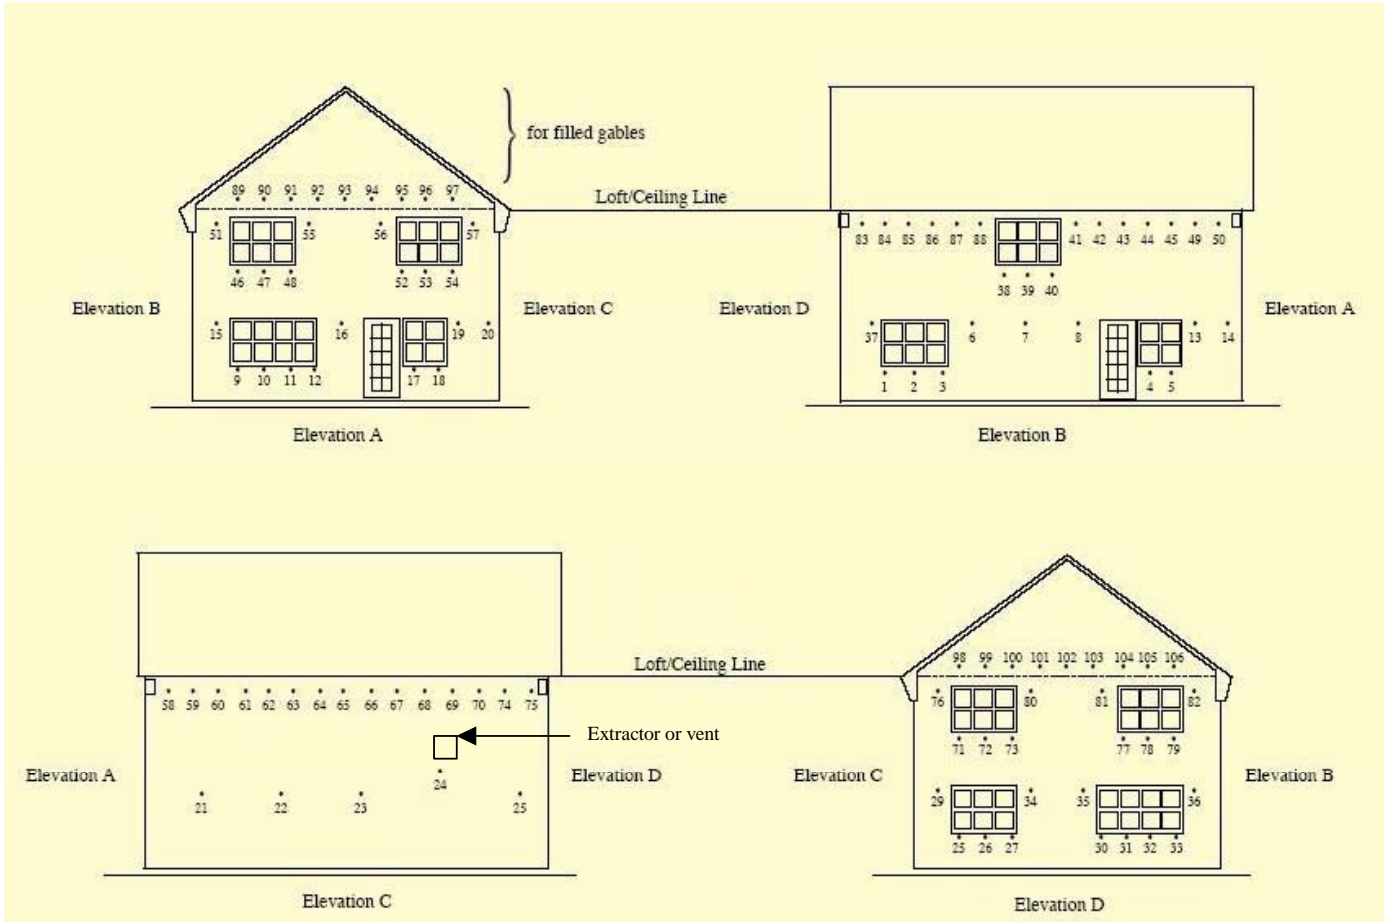 for filled gables
89 90 91 92 93 94 95 96 97
Loft/Ceiling Line
51 55 56 57
83 84 85 86 87 88 41 42 43 44 45 49 50
46 47 48 52 53 54
38 39 40
Elevation B Elevation C Elevation D Elevation A
15 16 19 20
37 6 7 8 13 14
9 10 11 12 17 18
1 2 3 4 5
Elevation A Elevation B
Loft/Ceiling Line
98 99 100 101 102 103 104 105 106
58 59 60 61 62 63 64 65 66 67 68 69 70 74 75
76 80 81 82
Extractor or vent
71 72 73 77 78 79
Elevation A Elevation D Elevation C Elevation B
24
21 22 23 25
29 34 35 36
25 26 27 30 31 32 33
Elevation C Elevation D